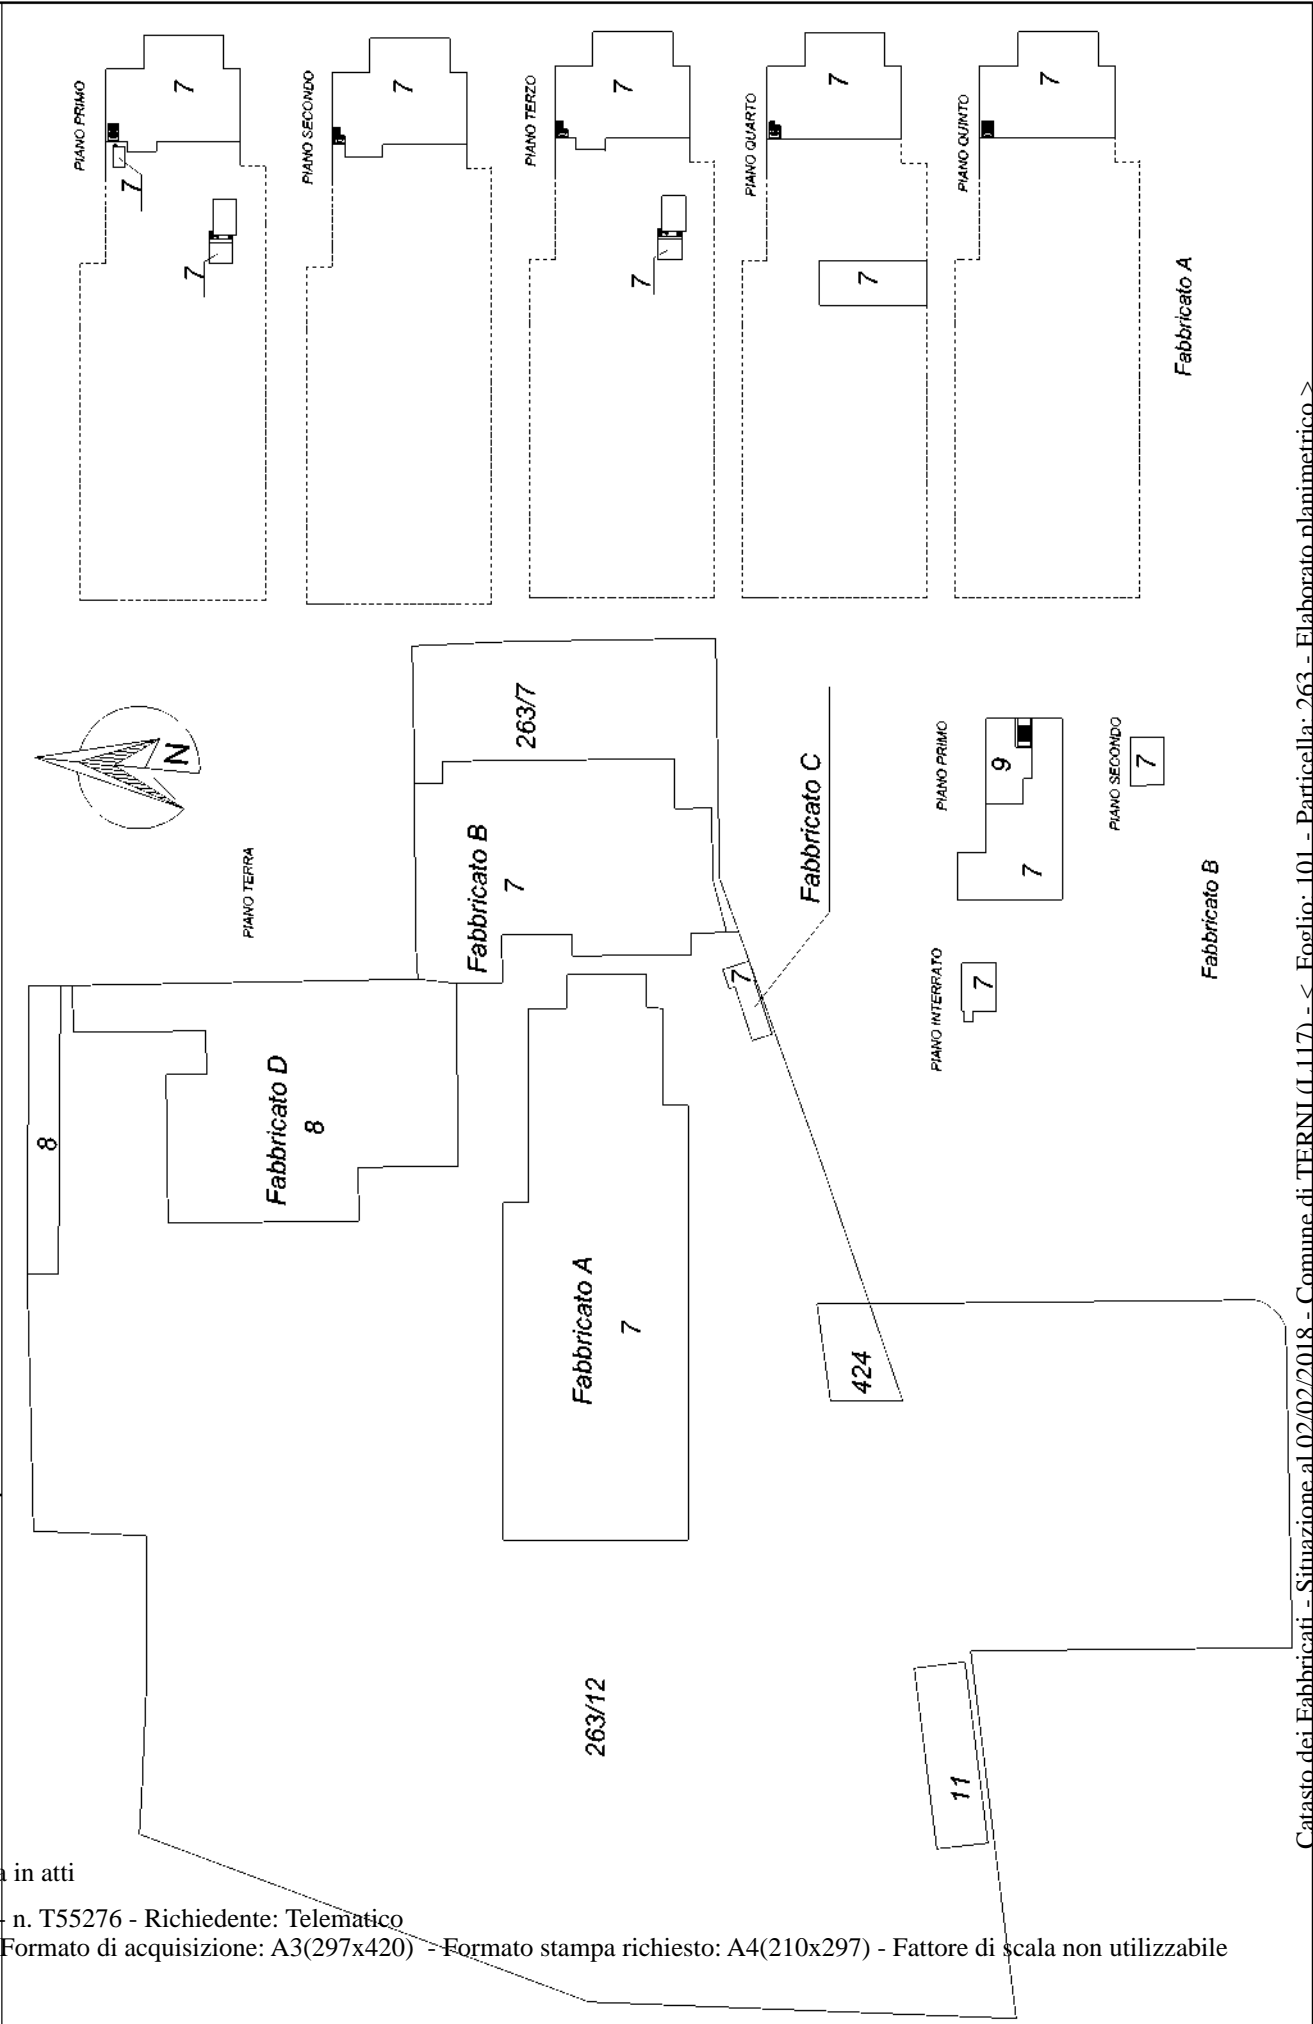 PIANO PRIMO
7
7
7
PIANO SECONDO
7
PIANO TERZO
7
7
PIANO QUARTO
7
7
PIANO QUINTO
7
Fabbricato A
N
PIANO TERRA
263/7
Fabbricato B
7
Fabbricato C
7
PIANO PRIMO
9
7
PIANO SECONDO
7
PIANO INTERRATO
7
Fabbricato B
8
Fabbricato D
8
Fabbricato A
7
424
263/12
11
Catasto dei Fabbricati - Situazione al 02/02/2018 - Comune di TERNI (L117) - < Foglio: 101 - Particella: 263 - Elaborato planimetrico >
in atti
- n. T55276 - Richiedente: Telematico
Formato di acquisizione: A3(297x420) - Formato stampa richiesto: A4(210x297) - Fattore di scala non utilizzabile